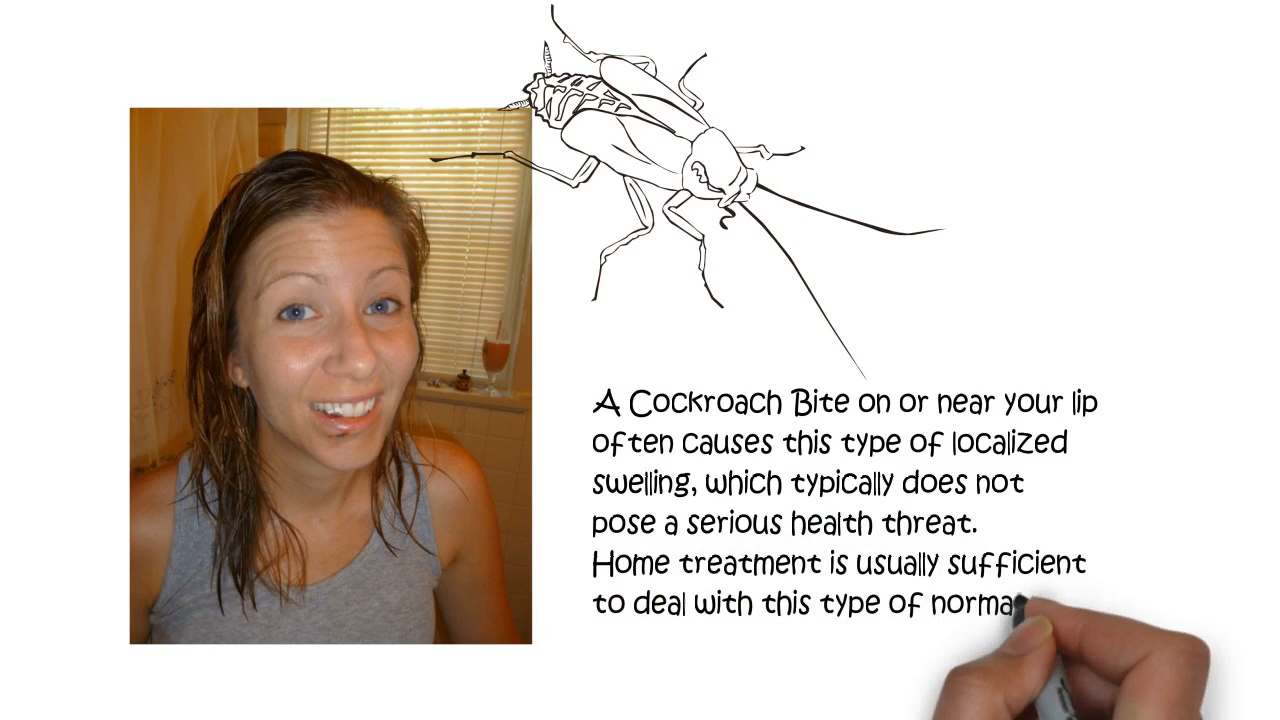 A Cockroach Bite on or near your lip
often causes this type of localized
swelling, which typically does not
pose a serious health threat.
Home treatment is usually sufficient
to deal with this type of norma